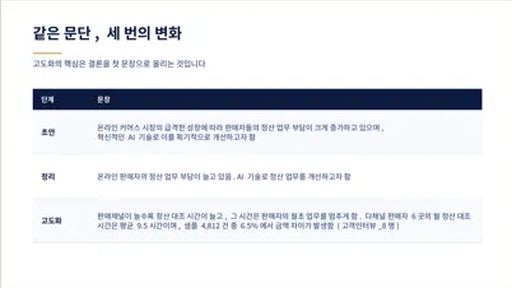 같은 문단, 세 번의 변화
고도화의 핵심은 결론을 첫 문장으로 올리는 것입니다
단계 문장
초안 온라인 커머스 시장의 급격한 성장에 따라 판매자들의 정산 업무 부담이 크게 증가하고 있으며,
혁신적인 AI 기술로 이를 획기적으로 개선하고자 함
정리 온라인 판매자의 정산 업무 부담이 늘고 있음. AI 기술로 정산 업무를 개선하고자 함
고도화 판매채널이 늘수록 정산 대조 시간이 늘고, 그 시간은 판매자의 월초 업무를 멈추게 함. 다채널 판매자 6곳의 월 정산 대조
시간은 평균 9.5시간이며, 샘플 4,812건 중 6.5%에서 금액 차이가 발생함 (고객인터뷰_8명)